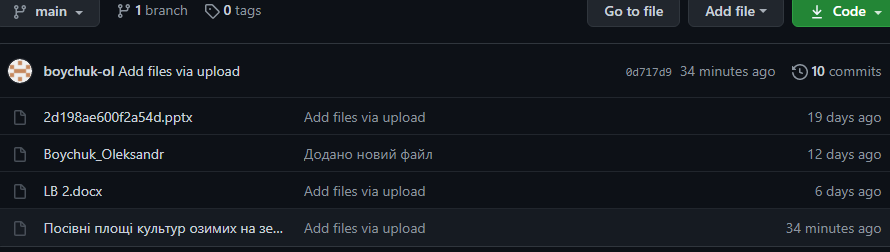 main 1 branch 0 tags Go to file Add file Code
boychuk-ol Add files via upload 0d717d9 34 minutes ago 10 commits
2d198ae600f2a54d.pptx Add files via upload 19 days ago
Boychuk_Oleksandr Додано новий файл 12 days ago
LB 2.docx Add files via upload 6 days ago
Посівні площі культур озимих на зе... Add files via upload 34 minutes ago